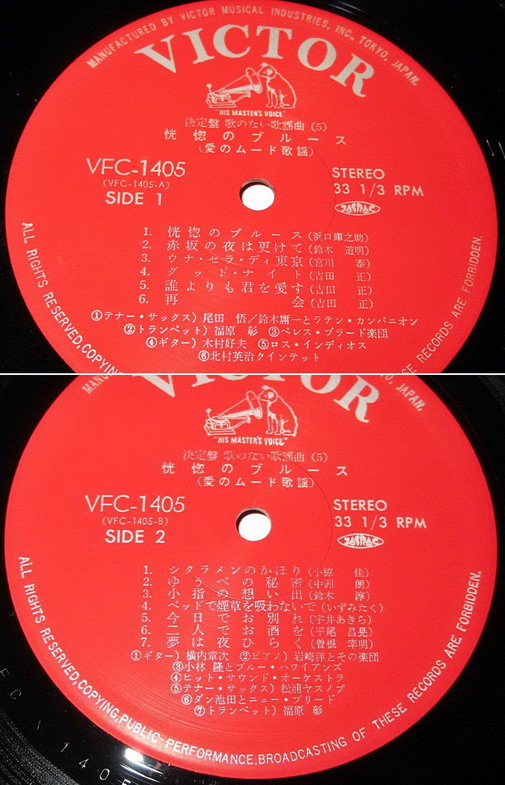 MANUFACTURED BY VICTOR MUSICAL INDUSTRIES, INC. TOKYO, JAPAN.
VICTOR
"HIS MASTER'S VOICE"
決定盤 歌のない歌謡曲 (5)
恍惚のブルース
(愛のムード歌謡)
VFC-1405
(VFC-1405-A)
SIDE 1
STEREO
33 1/3 RPM
1. 恍惚のブルース (浜口庫之助)
2. 赤坂の夜は更けて (鈴木 道明)
3. ウナ・セラ・ディ東京 (宮川 泰)
4. グッド・ナイト (吉田 正)
5. 誰よりも君を愛す (吉田 正)
6. 再会 (吉田 正)
①テナー・サックス) 尾田 悟/鈴木庸一とラテン・カンパニオン
②トランペット) 福原 彰 ③ペレス・プラード楽団
④ギター) 木村好夫 ⑤ロス・インディオス
⑥北村英治クインテット
ALL RIGHTS RESERVED, COPYING,
RECORDS ARE FORBIDDEN.
MANUF
JAPAN.
VICTOR
"HIS MASTER'S VOICE"
決定盤 歌のない歌謡曲 (5)
恍惚のブルース
(愛のムード歌謡)
VFC-1405
(VFC-1405-B)
SIDE 2
STEREO
33 1/3 RPM
1. シクラメンのかほり (小椋 佳)
2. ゆうべの秘密 (中洲 朗)
3. 小指の想い出 (鈴木 淳)
4. ベッドで煙草を吸わないで (いずみたく)
5. 今日でお別れ (宇井あきら)
6. 二人でお酒を (平尾 昌晃)
7. 夢は夜ひらく (曽根 幸明)
①ギター) 横内章次 ②ピアノ) 岩崎洋とその楽団
③小林 隆とブルー・ハワイアンズ
④ヒット・サウンド・オーケストラ
⑤テナー・サックス) 松浦ヤスノブ
⑥ダン池田とニュー・ブリード
⑦トランペット) 福原 彰
ALL RIGHTS RESERVED, COPYING, PUBLIC PERFORMANCE, BROADCASTING OF THESE RECORDS ARE FORBIDDEN.